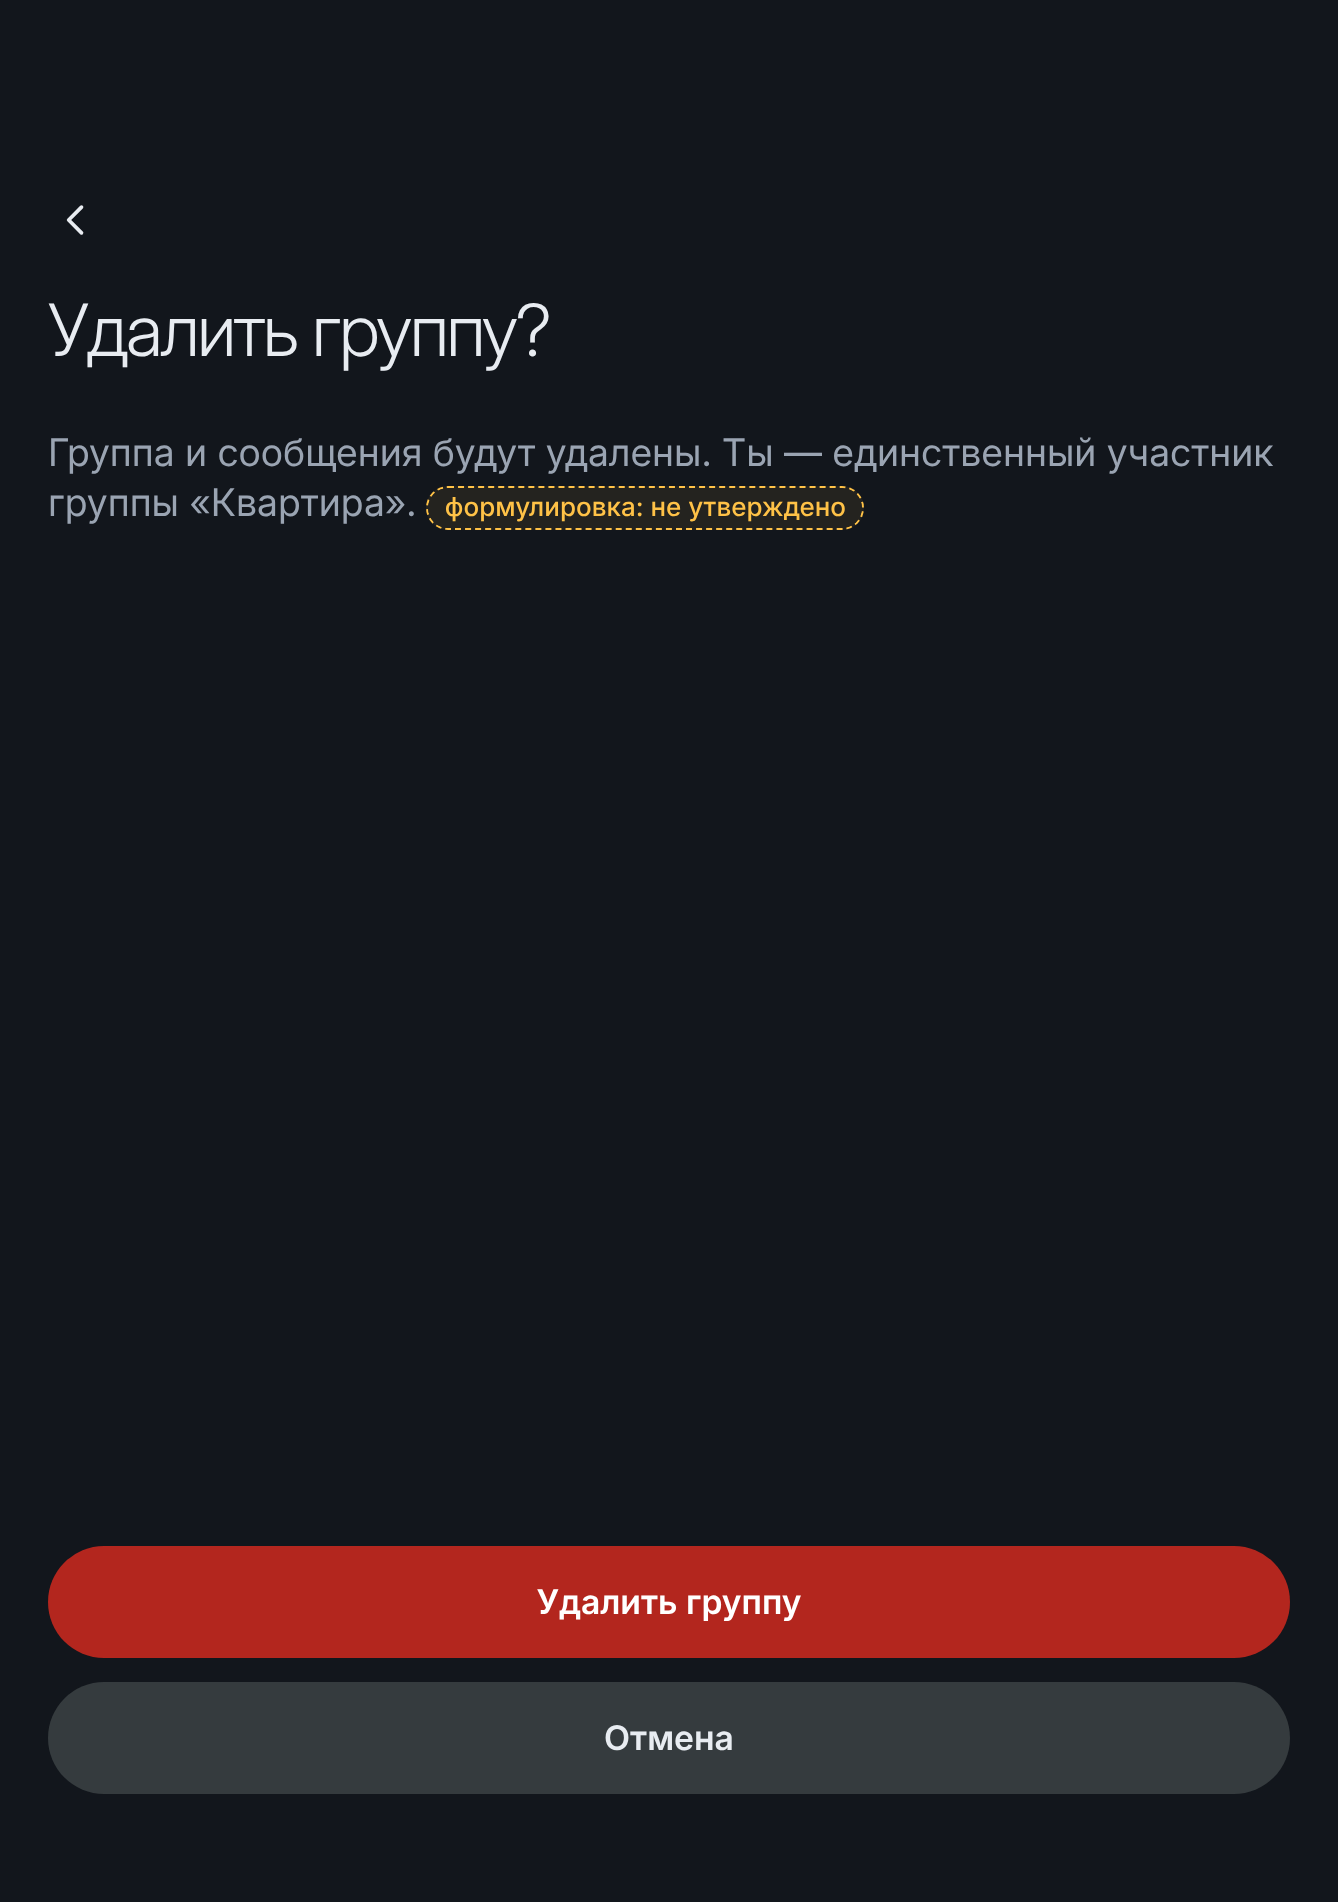 Удалить группу?
Группа и сообщения будут удалены. Ты — единственный участник
группы «Квартира». формулировка: не утверждено
Удалить группу
Отмена